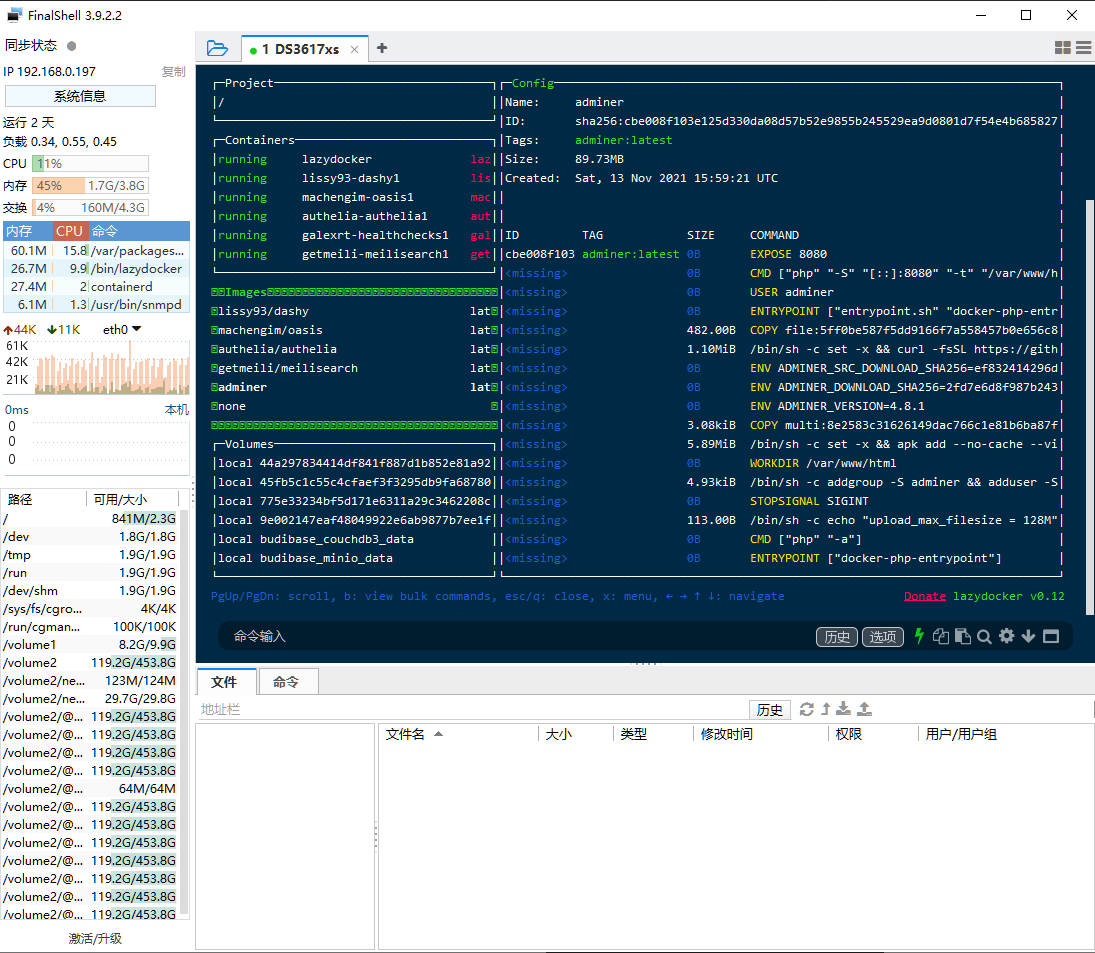 FinalShell 3.9.2.2
同步状态
IP 192.168.0.197 复制
系统信息
运行 2 天
负载 0.34, 0.55, 0.45
CPU 11%
内存 45% 1.7G/3.8G
交换 4% 160M/4.3G
内存 CPU 命令
60.1M 15.8 /var/packages...
26.7M 9.9 /bin/lazydocker
27.4M 2 containerd
6.1M 1.3 /usr/bin/snmpd
44K 11K eth0
61K
42K
21K
0ms 本机
0
0
0
路径 可用/大小
/ 841M/2.3G
/dev 1.8G/1.8G
/tmp 1.9G/1.9G
/run 1.9G/1.9G
/dev/shm 1.9G/1.9G
/sys/fs/cgro... 4K/4K
/run/cgman... 100K/100K
/volume1 8.2G/9.9G
/volume2 119.2G/453.8G
/volume2/ne... 123M/124M
/volume2/ne... 29.7G/29.8G
/volume2/@... 119.2G/453.8G
/volume2/@... 119.2G/453.8G
/volume2/@... 119.2G/453.8G
/volume2/@... 119.2G/453.8G
/volume2/@... 64M/64M
/volume2/@... 119.2G/453.8G
/volume2/@... 119.2G/453.8G
/volume2/@... 119.2G/453.8G
/volume2/@... 119.2G/453.8G
/volume2/@... 119.2G/453.8G
/volume2/@... 119.2G/453.8G
/volume2/@... 119.2G/453.8G
激活/升级
1 DS3617xs
Project
/
Containers
running lazydocker laz
running lissy93-dashy1 lis
running machengim-oasis1 mac
running authelia-authelia1 aut
running galexrt-healthchecks1 gal
running getmeili-meilisearch1 get
Images
lissy93/dashy lat
machengim/oasis lat
authelia/authelia lat
getmeili/meilisearch lat
adminer lat
none
Volumes
local 44a297834414df841f887d1b852e81a92
local 45fb5c1c55c4cfaef3f3295db9fa68780
local 775e33234bf5d171e6311a29c3462208c
local 9e002147eaf48049922e6ab9877b7ee1f
local budibase_couchdb3_data
local budibase_minio_data
Config
Name: adminer
ID: sha256:cbe008f103e125d330da08d57b52e9855b245529ea9d0801d7f54e4b685827
Tags: adminer:latest
Size: 89.73MB
Created: Sat, 13 Nov 2021 15:59:21 UTC
ID TAG SIZE COMMAND
cbe008f103 adminer:latest 0B EXPOSE 8080
<missing> 0B CMD ["php" "-S" "[::]:8080" "-t" "/var/www/h
<missing> 0B USER adminer
<missing> 0B ENTRYPOINT ["entrypoint.sh" "docker-php-entr
<missing> 482.00B COPY file:5ff0be587f5dd9166f7a558457b0e656c8
<missing> 1.10MiB /bin/sh -c set -x && curl -fsSL https://gith
<missing> 0B ENV ADMINER_SRC_DOWNLOAD_SHA256=ef832414296d
<missing> 0B ENV ADMINER_DOWNLOAD_SHA256=2fd7e6d8f987b243
<missing> 0B ENV ADMINER_VERSION=4.8.1
<missing> 3.08kiB COPY multi:8e2583c31626149dac766c1e81b6ba87f
<missing> 5.89MiB /bin/sh -c set -x && apk add --no-cache --vi
<missing> 0B WORKDIR /var/www/html
<missing> 4.93kiB /bin/sh -c addgroup -S adminer && adduser -S
<missing> 0B STOPSIGNAL SIGINT
<missing> 113.00B /bin/sh -c echo "upload_max_filesize = 128M"
<missing> 0B CMD ["php" "-a"]
<missing> 0B ENTRYPOINT ["docker-php-entrypoint"]
PgUp/PgDn: scroll, b: view bulk commands, esc/q: close, x: menu, ← → ↑ ↓: navigate Donate lazydocker v0.12
命令输入 历史 选项
文件 命令
地址栏 历史
文件名 大小 类型 修改时间 权限 用户/用户组